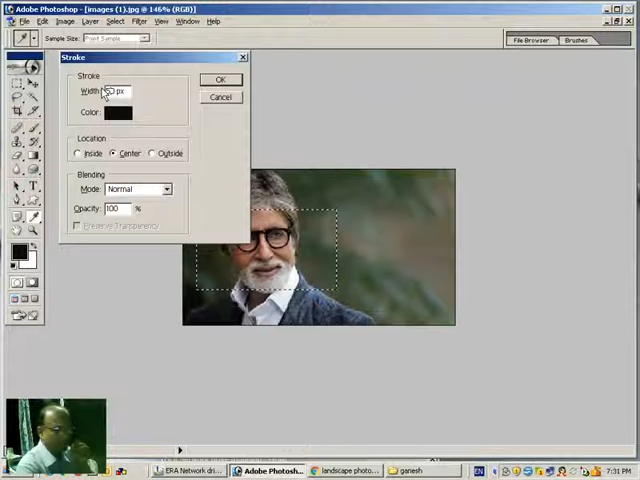 Adobe Photoshop - [images (1).jpg @ 146% (RGB)]
File Edit Image Layer Select Filter View Window Help
Sample Size: Point Sample
File Browser Brushes
Stroke
OK
Cancel
Stroke
Width: px
Color:
Location
Inside Center Outside
Blending
Mode: Normal
Opacity: 100 %
Preserve Transparency
ERA Network dri... Adobe Photosh... landscape photo... ganesh EN 7:31 PM